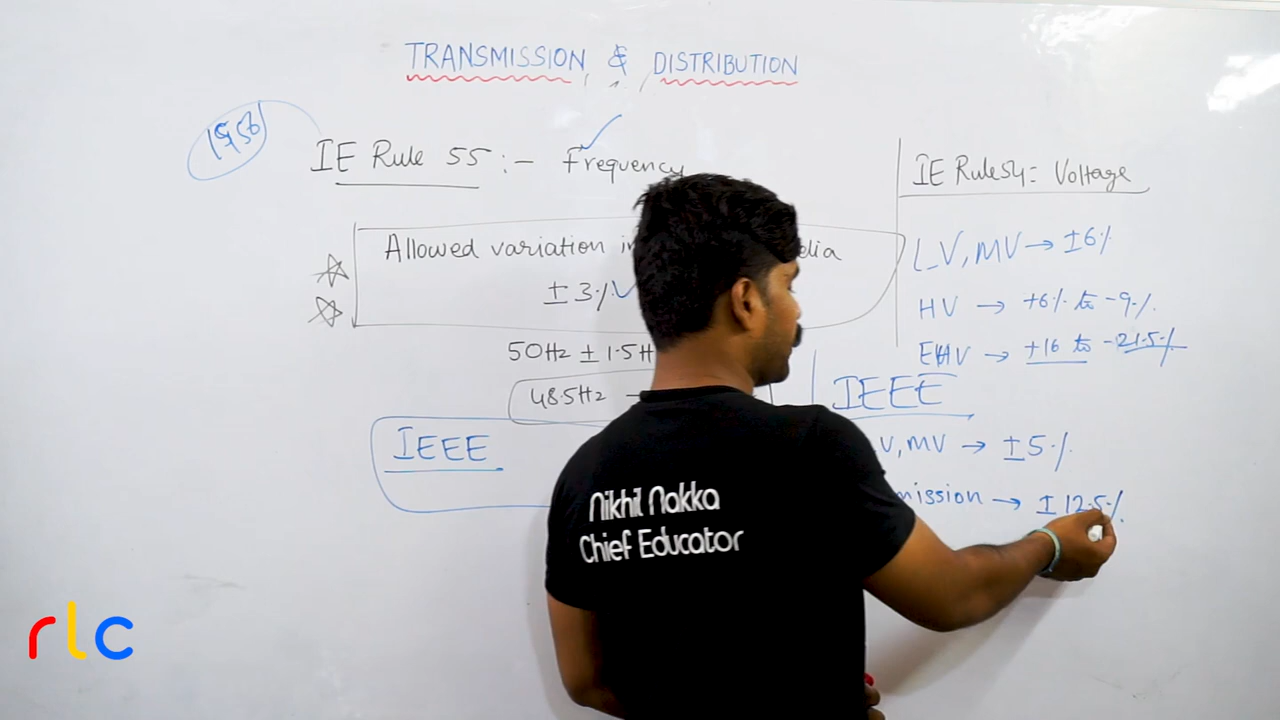 TRANSMISSION & DISTRIBUTION
1956
IE Rule 55 :- Frequency
Allowed variation in
± 3%
50Hz ± 1.5H
48.5Hz -
IEEE
IE Rule 54: Voltage
LV, MV → ±6%
HV → +6% to -9%
EHV → +16 to -21.5%
IEEE
V, MV → ±5%
mission → ±12.5%
Nikhil Nakka
Chief Educator
rlc